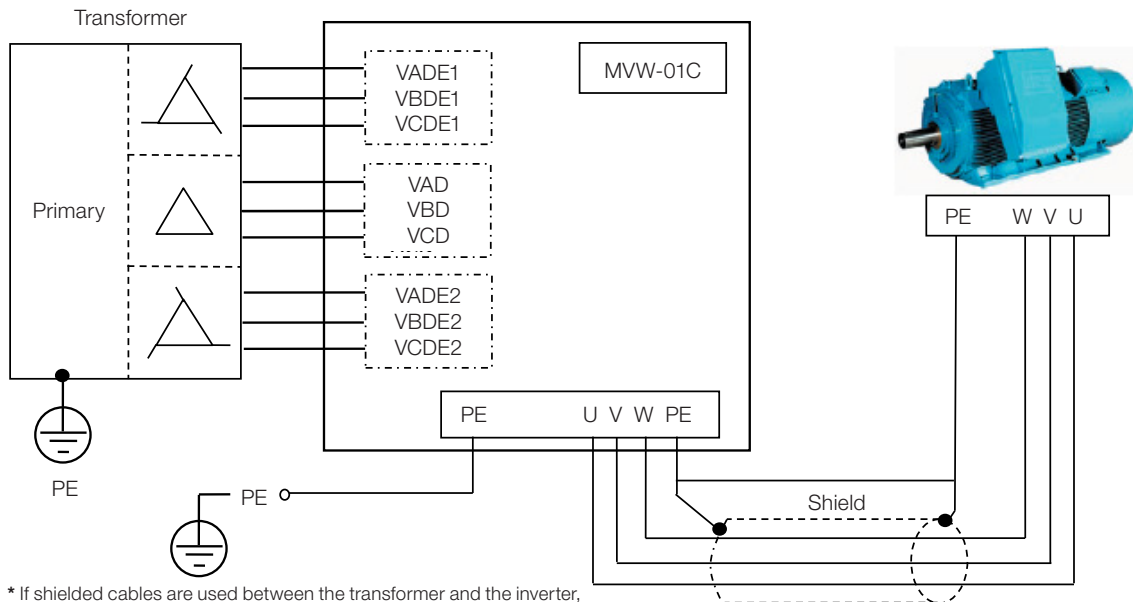 Transformer
Primary
VADE1
VBDE1
VCDE1
VAD
VBD
VCD
VADE2
VBDE2
VCDE2
MVW-01C
PE W V U
PE U V W PE
PE
PE
Shield
* If shielded cables are used between the transformer and the inverter,